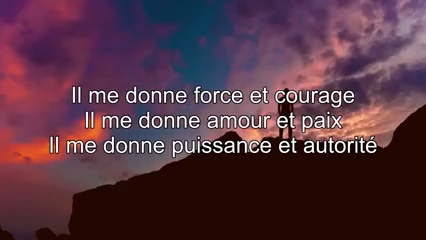 Il me donne force et courage
Il me donne amour et paix
Il me donne puissance et autorité